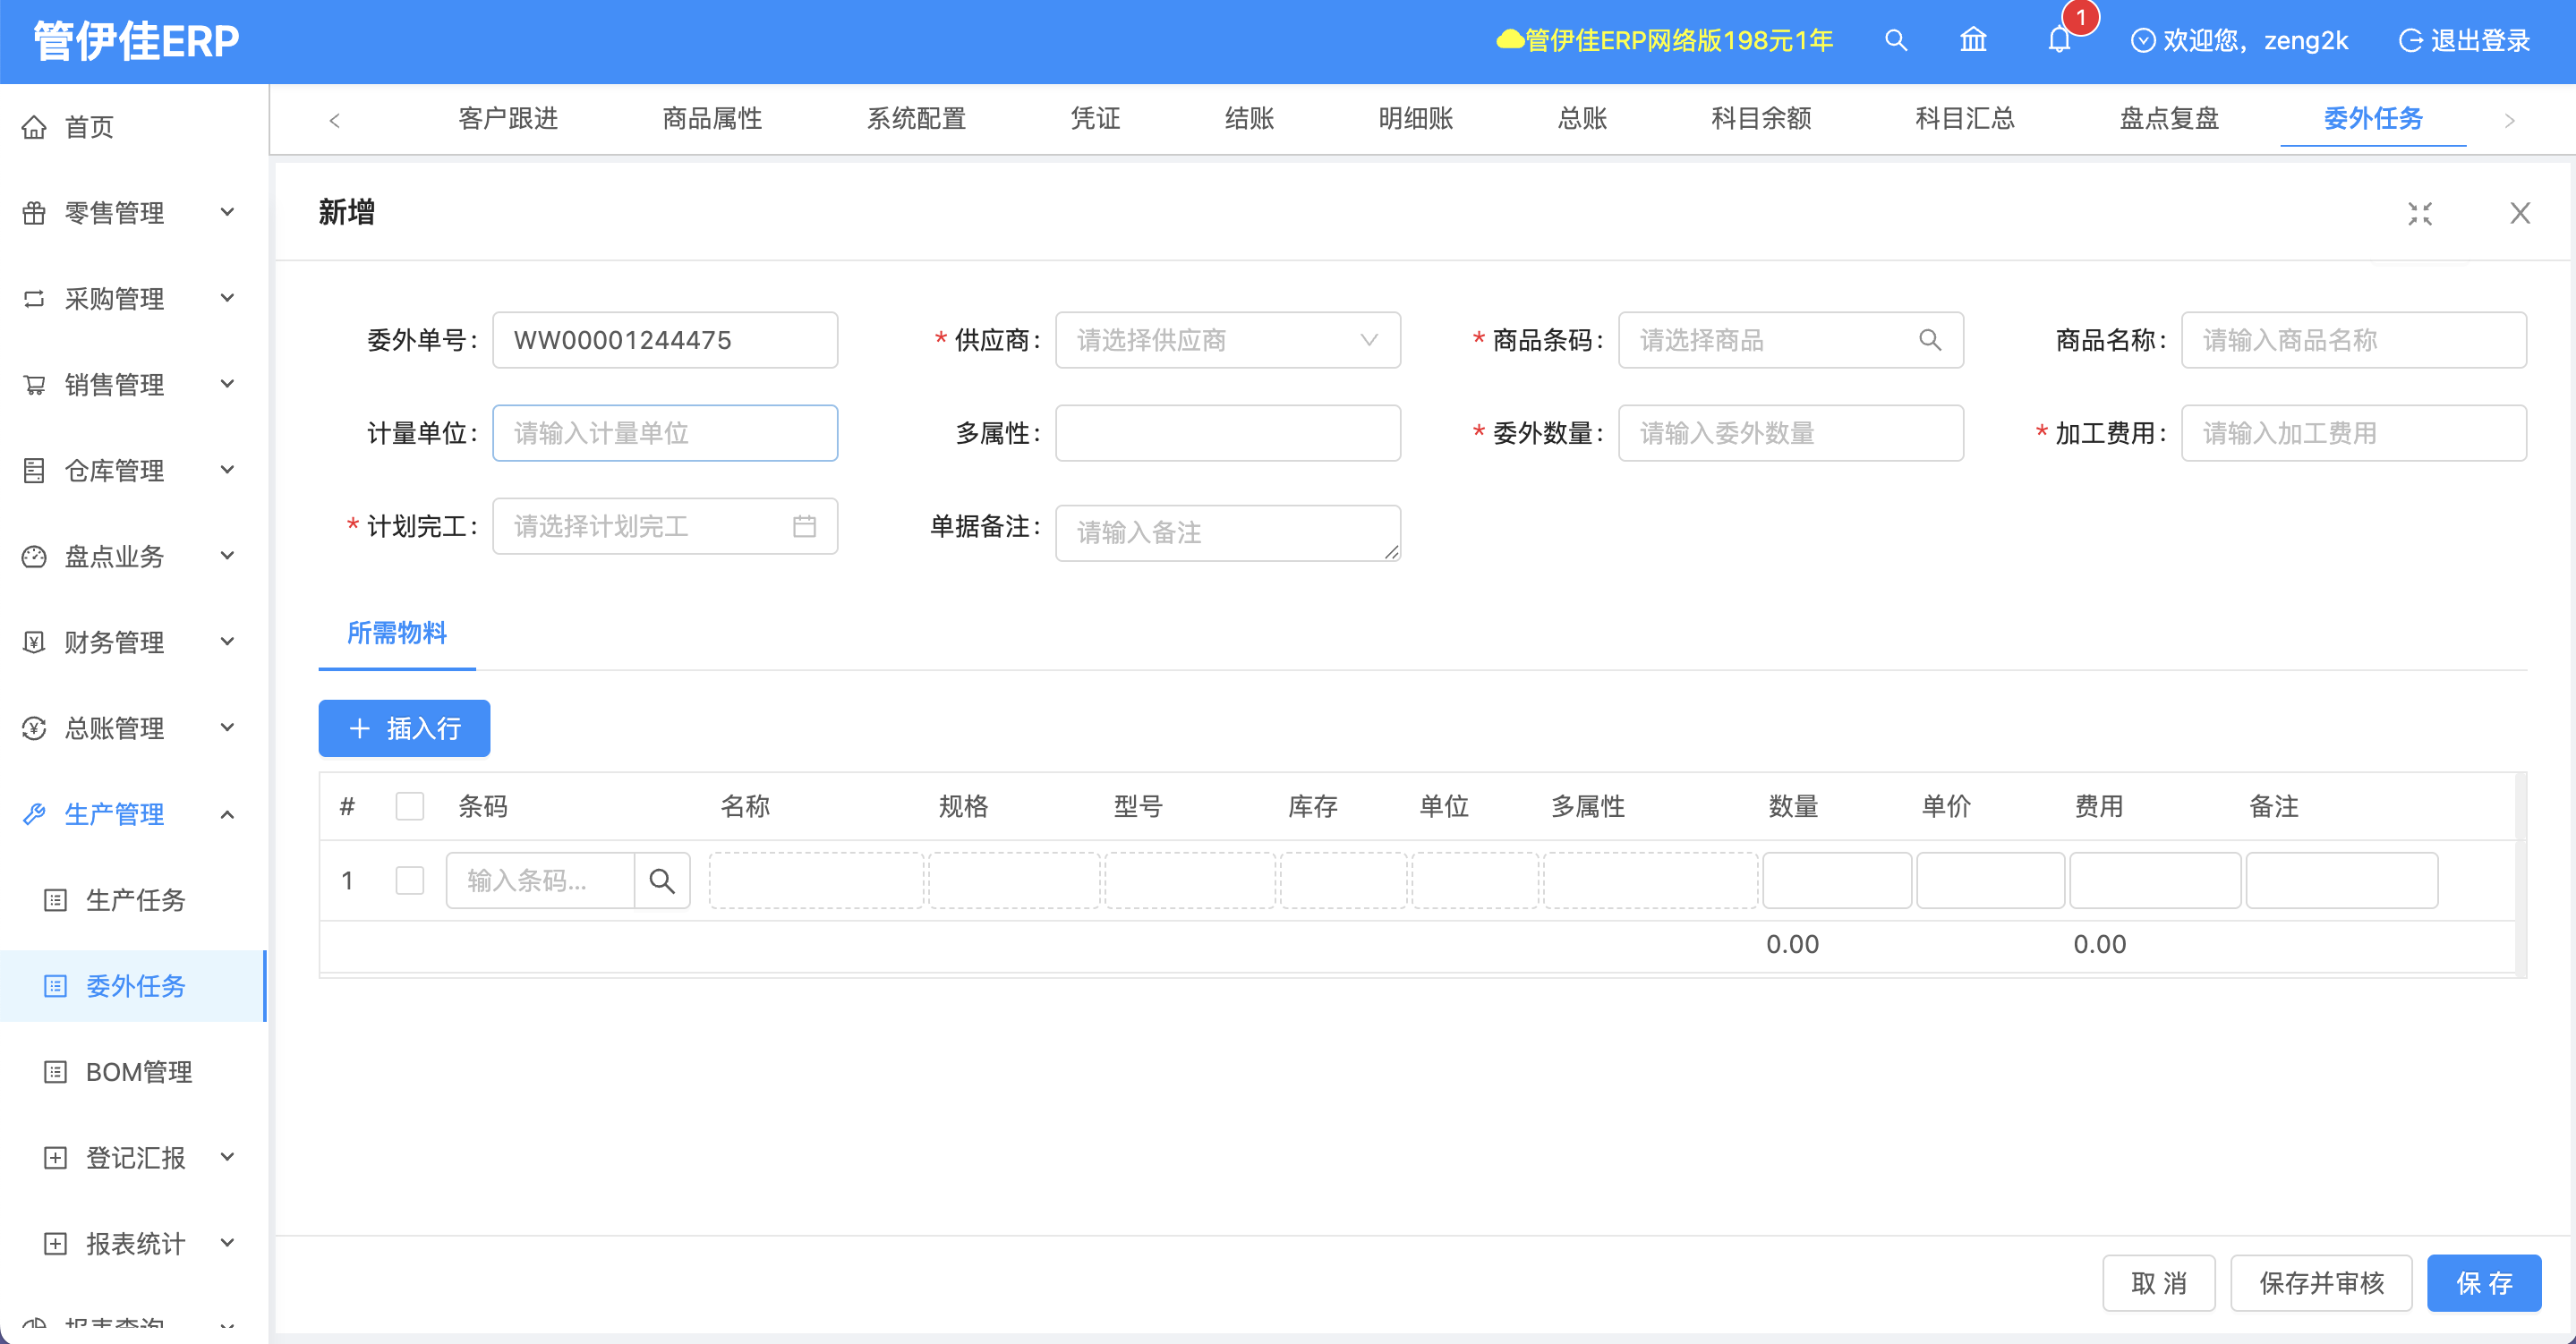 管伊佳ERP
管伊佳ERP网络版198元1年
1
欢迎您，zeng2k
退出登录
首页
零售管理
采购管理
销售管理
仓库管理
盘点业务
财务管理
总账管理
生产管理
生产任务
委外任务
BOM管理
登记汇报
报表统计
报表查询
客户跟进 商品属性 系统配置 凭证 结账 明细账 总账 科目余额 科目汇总 盘点复盘 委外任务
新增
委外单号: WW00001244475 * 供应商: 请选择供应商 * 商品条码: 请选择商品 商品名称: 请输入商品名称
计量单位: 请输入计量单位 多属性: * 委外数量: 请输入委外数量 * 加工费用: 请输入加工费用
* 计划完工: 请选择计划完工 单据备注: 请输入备注
所需物料
+ 插入行
# 条码 名称 规格 型号 库存 单位 多属性 数量 单价 费用 备注
1 输入条码...
0.00 0.00
取 消 保存并审核 保 存